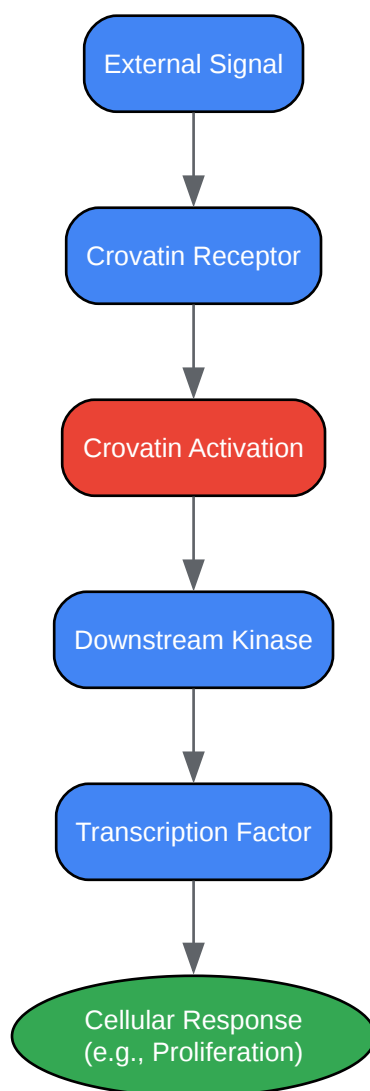 External Signal
Crovatin Receptor
Crovatin Activation
Downstream Kinase
Transcription Factor
Cellular Response
(e.g., Proliferation)